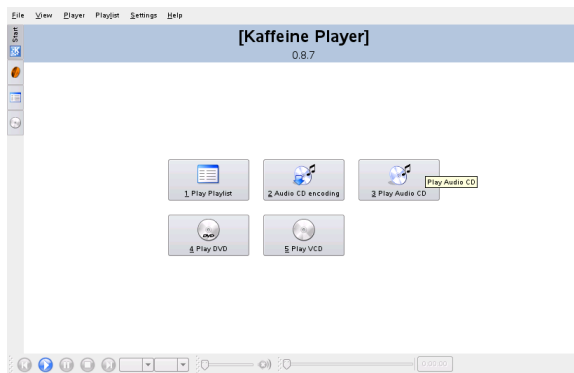 File View Player Playlist Settings Help
Start
[Kaffeine Player]
0.8.7
1 Play Playlist
2 Audio CD encoding
3 Play Audio CD
Play Audio CD
DVD
4 Play DVD
5 Play VCD
0:00:00